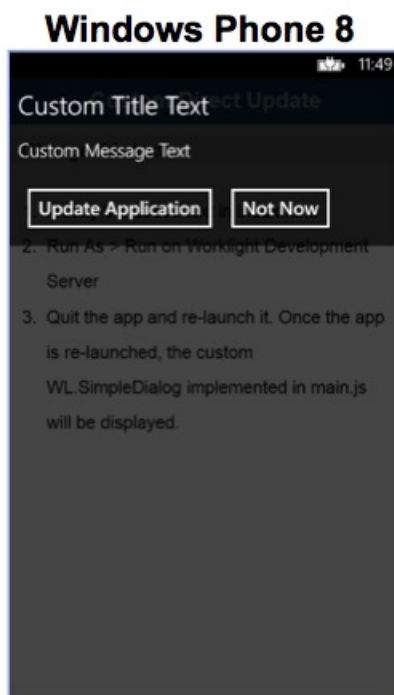 Windows Phone 8
11:49
Custom Title Text
Direct Update
Custom Message Text
Update Application
Not Now
2. Run As > Run on Worklight Development
Server
3. Quit the app and re-launch it. Once the app
is re-launched, the custom
WL.SimpleDialog implemented in main.js
will be displayed.